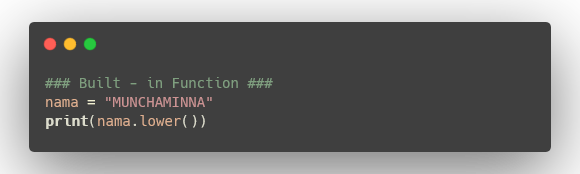 ### Built - in Function ###
nama = "MUNCHAMINNA"
print(nama.lower())